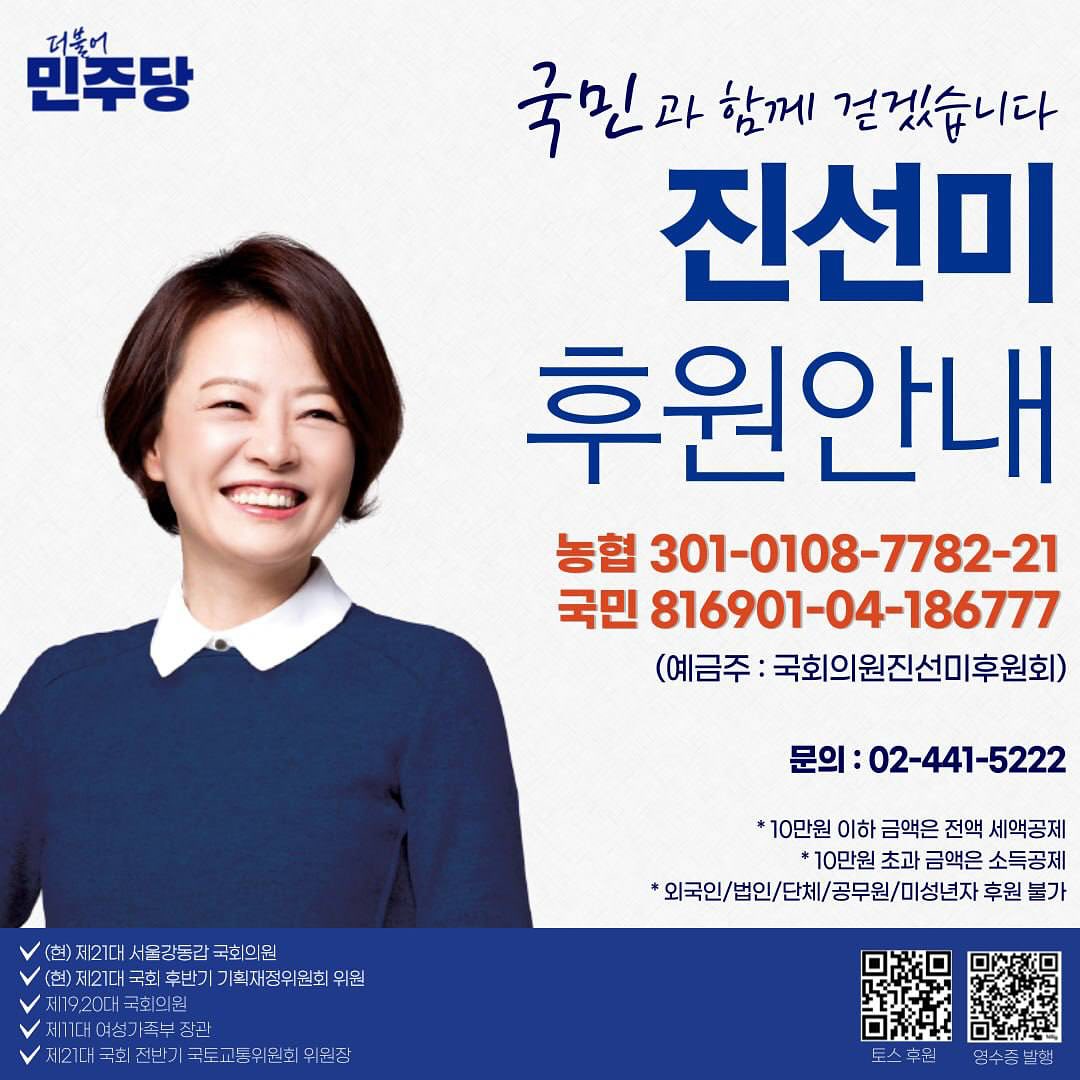 더불어
민주당
국민과 함께 걷겠습니다
진선미
후원안내
농협 301-0108-7782-21
국민 816901-04-186777
(예금주 : 국회의원진선미후원회)
문의 : 02-441-5222
* 10만원 이하 금액은 전액 세액공제
* 10만원 초과 금액은 소득공제
* 외국인/법인/단체/공무원/미성년자 후원 불가
(현) 제21대 서울강동갑 국회의원
(현) 제21대 국회 후반기 기획재정위원회 위원
제19,20대 국회의원
제11대 여성가족부 장관
제21대 국회 전반기 국토교통위원회 위원장
토스 후원
영수증 발행